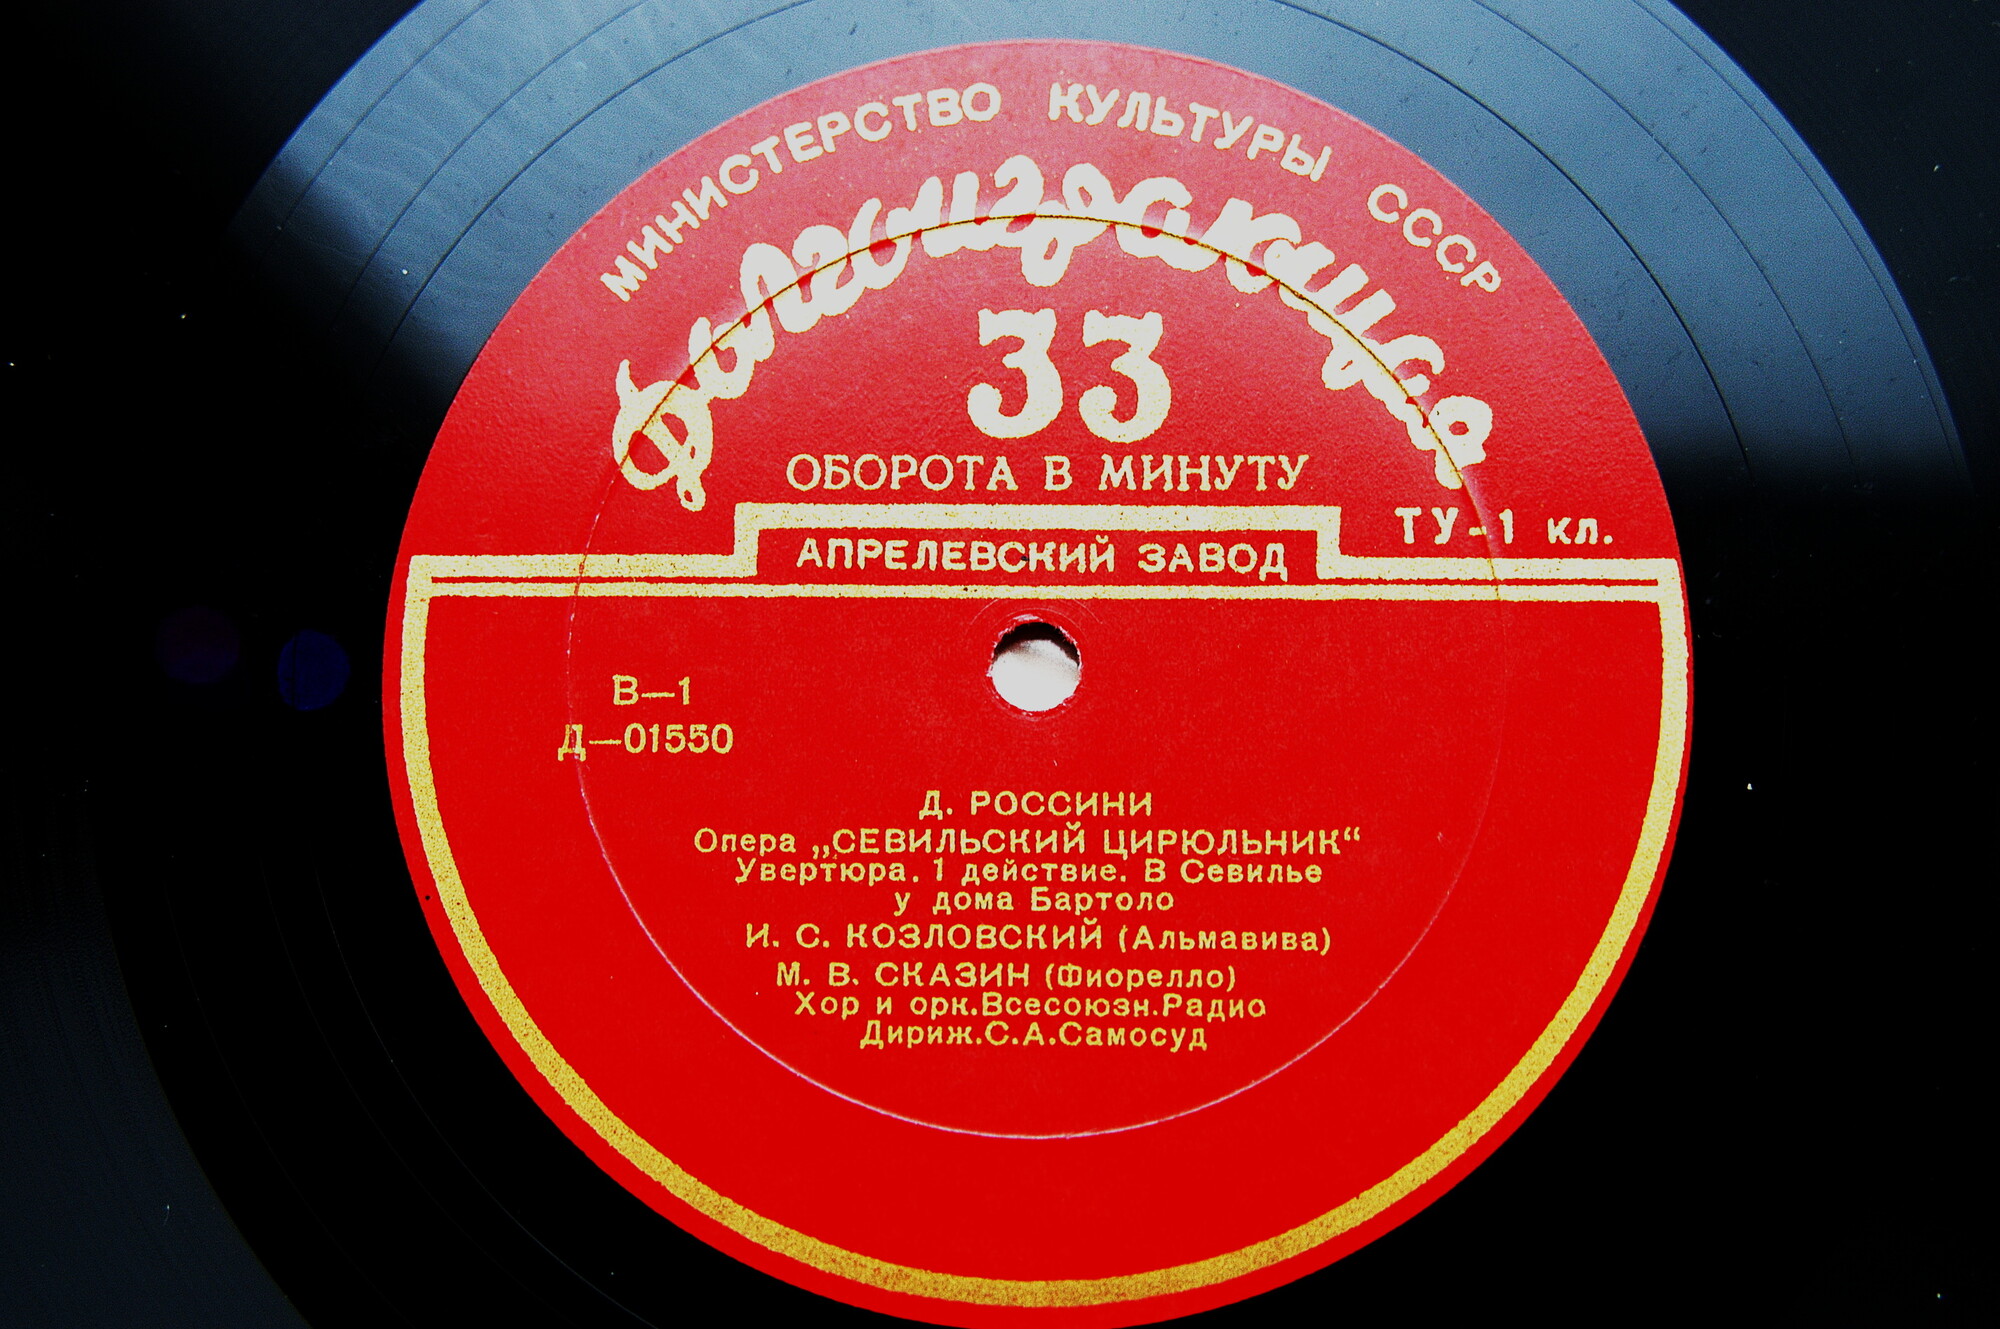 МИНИСТЕРСТВО КУЛЬТУРЫ СССР
Долгоиграющая
33
ОБОРОТА В МИНУТУ
ТУ-1 кл.
АПРЕЛЕВСКИЙ ЗАВОД
В—1
Д—01550
Д. РОССИНИ
Опера „СЕВИЛЬСКИЙ ЦИРЮЛЬНИК“
Увертюра. 1 действие. В Севилье
у дома Бартоло
И. С. КОЗЛОВСКИЙ (Альмавива)
М. В. СКАЗИН (Фиорелло)
Хор и орк.Всесоюзн.Радио
Дириж.С.А.Самосуд